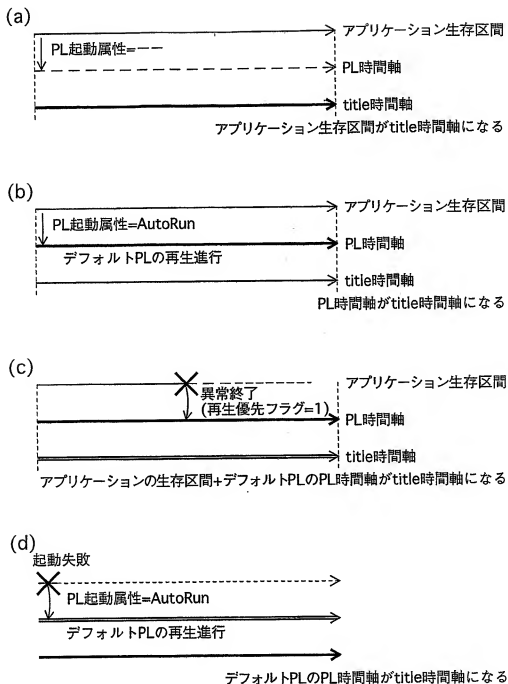 (a)
アプリケーション生存区間
PL起動属性=ーー
PL時間軸
title時間軸
アプリケーション生存区間がtitle時間軸になる
(b)
アプリケーション生存区間
PL起動属性=AutoRun
PL時間軸
デフォルトPLの再生進行
title時間軸
PL時間軸がtitle時間軸になる
(c)
アプリケーション生存区間
異常終了
(再生優先フラグ=1)
PL時間軸
title時間軸
アプリケーションの生存区間+デフォルトPLのPL時間軸がtitle時間軸になる
(d)
起動失敗
PL起動属性=AutoRun
デフォルトPLの再生進行
デフォルトPLのPL時間軸がtitle時間軸になる